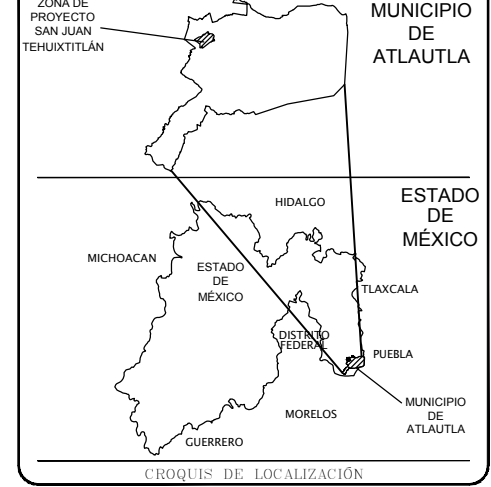 ZONA DE
PROYECTO
SAN JUAN
TEHUIXTITLÁN
MUNICIPIO
DE
ATLAUTLA
ESTADO
DE
MÉXICO
HIDALGO
MICHOACAN
ESTADO
DE
MÉXICO
TLAXCALA
DISTRITO
FEDERAL
PUEBLA
MUNICIPIO
DE
ATLAUTLA
MORELOS
GUERRERO
CROQUIS DE LOCALIZACIÓN